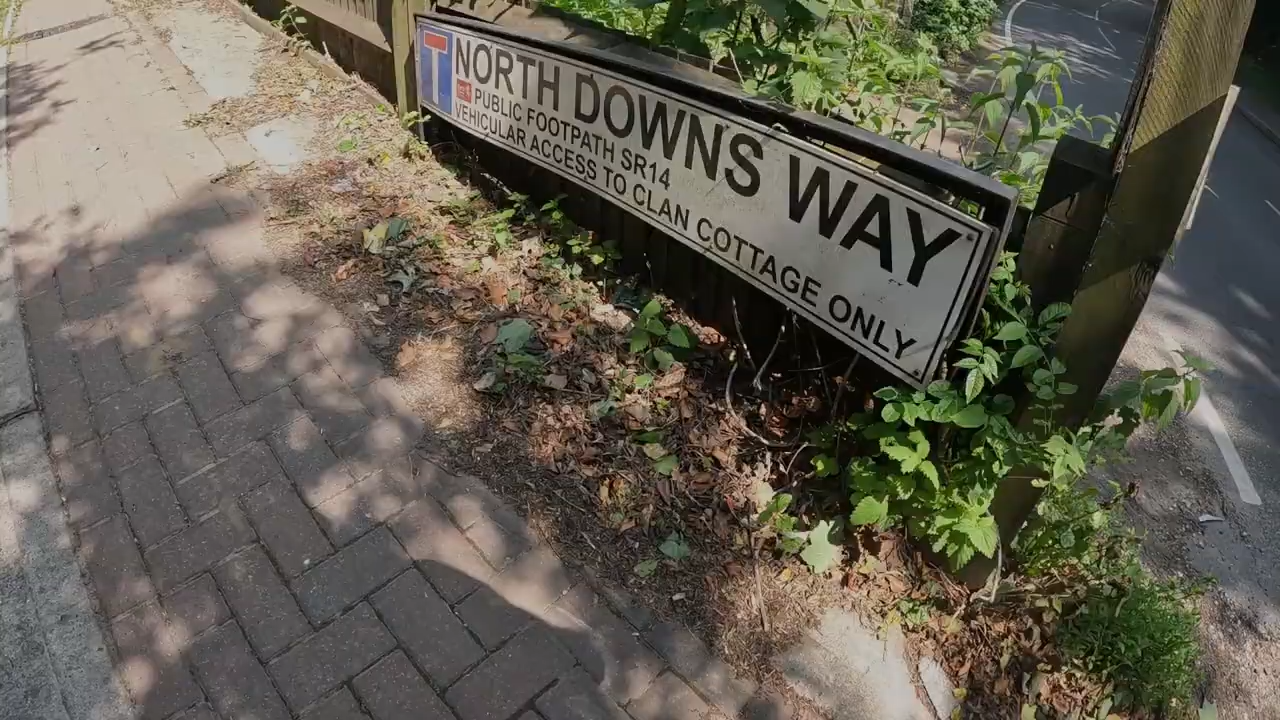 NORTH DOWNS WAY
PUBLIC FOOTPATH SR14
VEHICULAR ACCESS TO CLAN COTTAGE ONLY